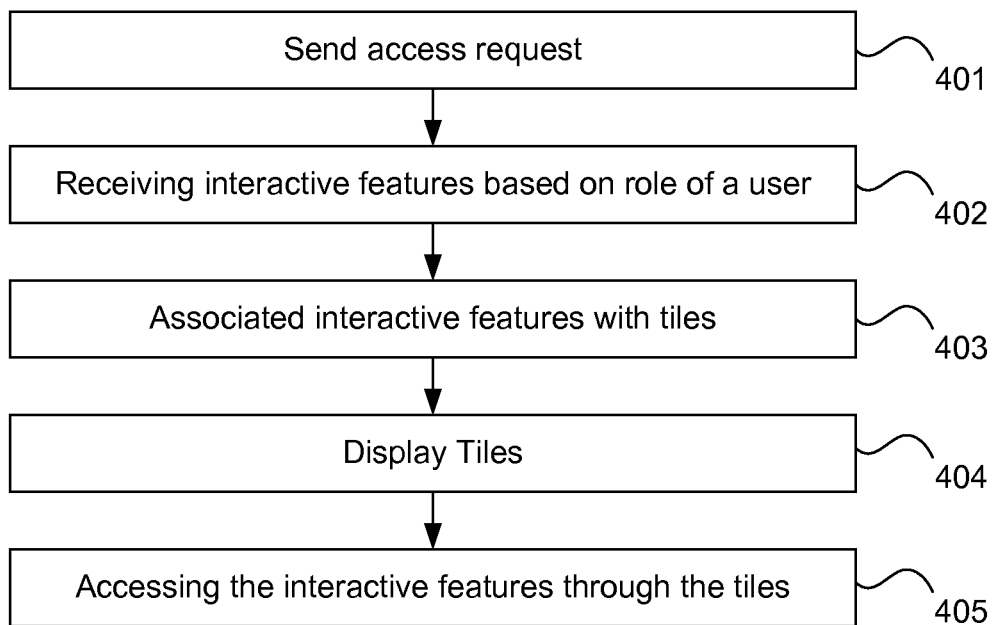 Send access request
401
Receiving interactive features based on role of a user
402
Associated interactive features with tiles
403
Display Tiles
404
Accessing the interactive features through the tiles
405